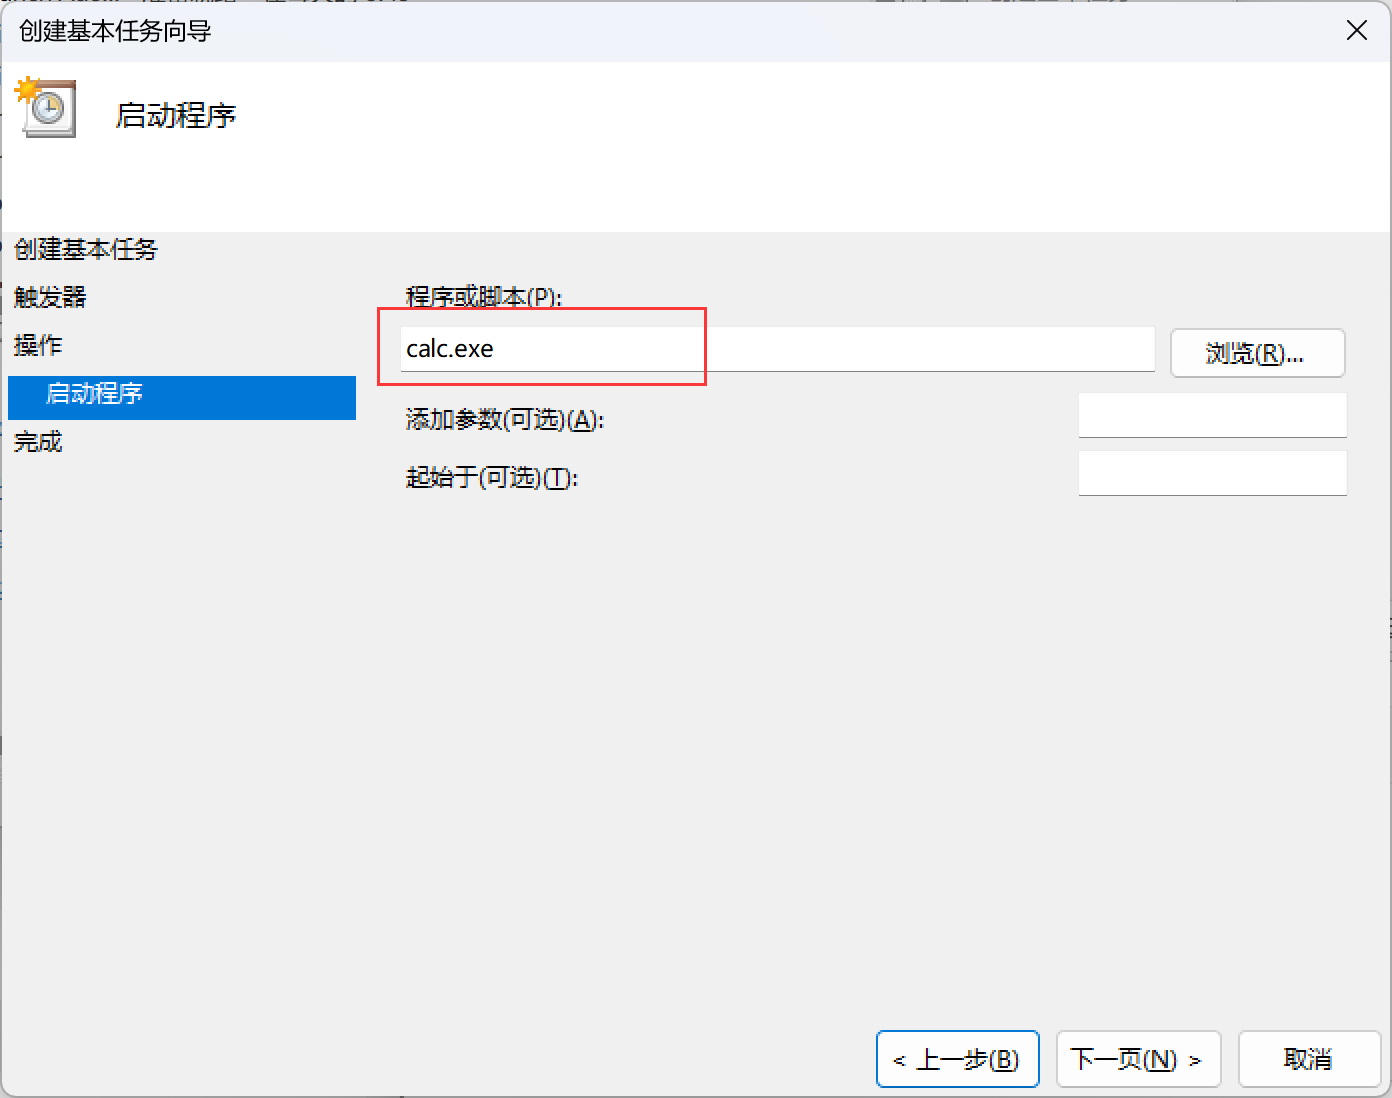 创建基本任务向导
启动程序
创建基本任务
触发器
操作
启动程序
完成
程序或脚本(P):
calc.exe
浏览(R)...
添加参数(可选)(A):
起始于(可选)(T):
< 上一步(B)
下一页(N) >
取消